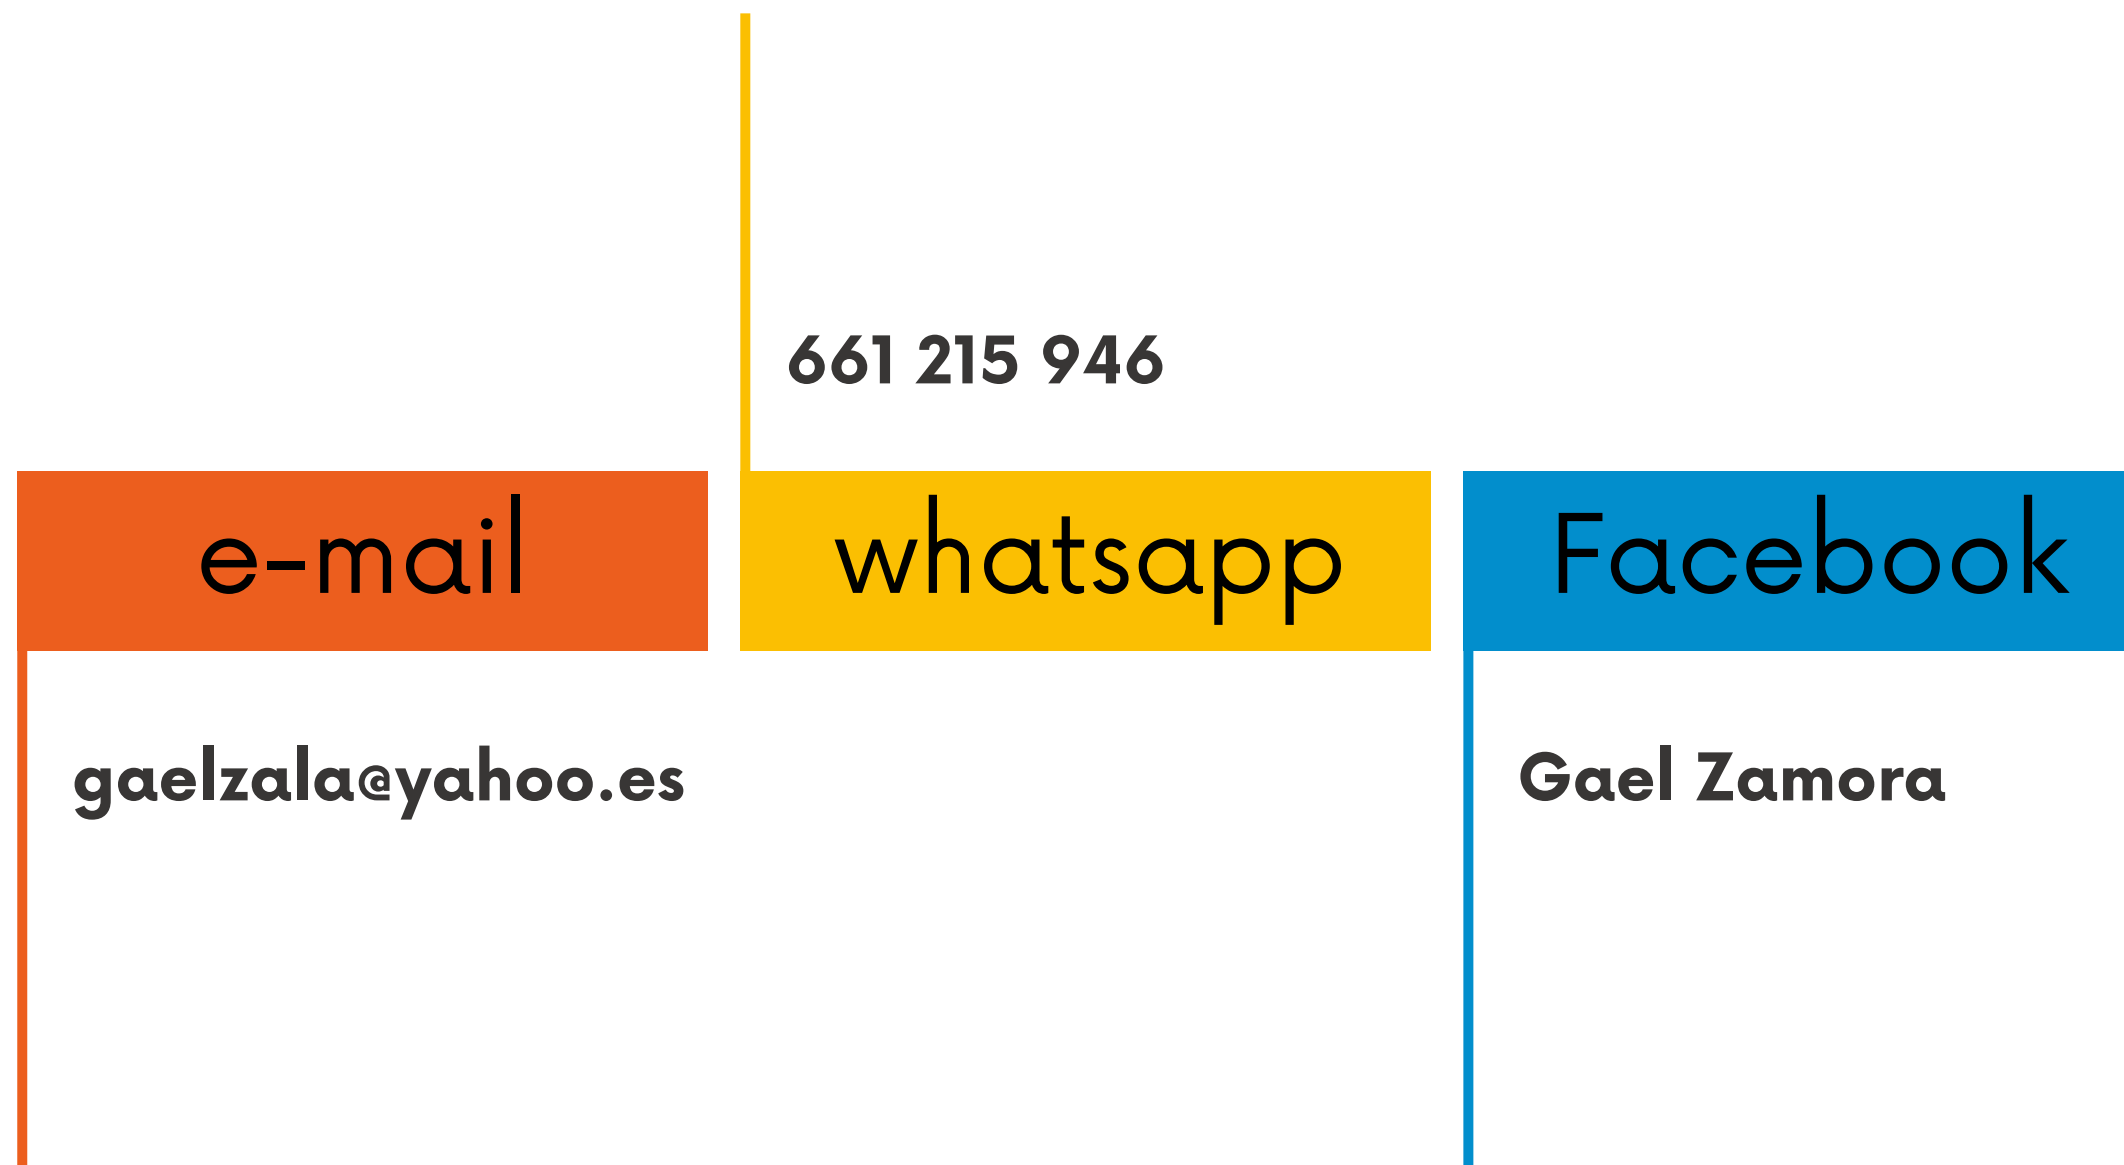 661 215 946
e-mail
whatsapp
Facebook
gaelzala@yahoo.es
Gael Zamora